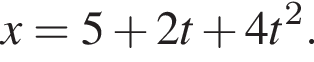 x = 5 + 2t + 4t².